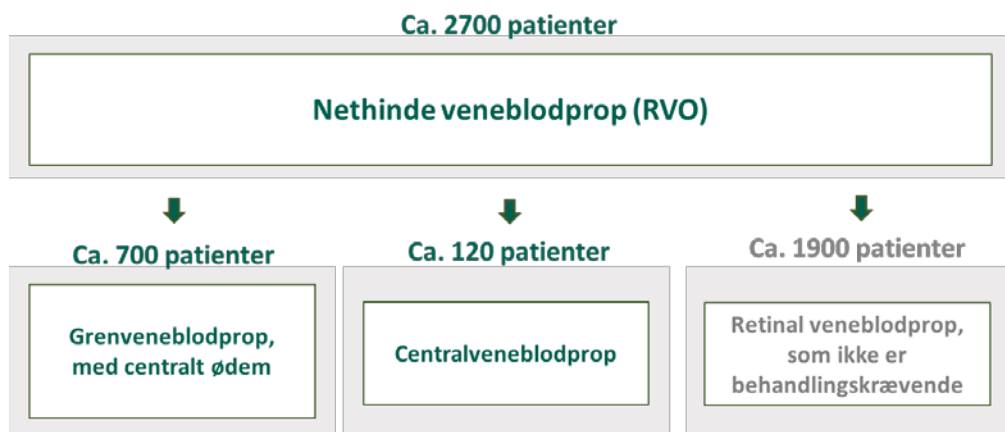 Ca. 2700 patienter
Nethinde veneblodprop (RVO)
Ca. 700 patienter
Ca. 120 patienter
Ca. 1900 patienter
Grenveneblodprop,
med centralt ødem
Centralveneblodprop
Retinal veneblodprop,
som ikke er
behandlingskrævende